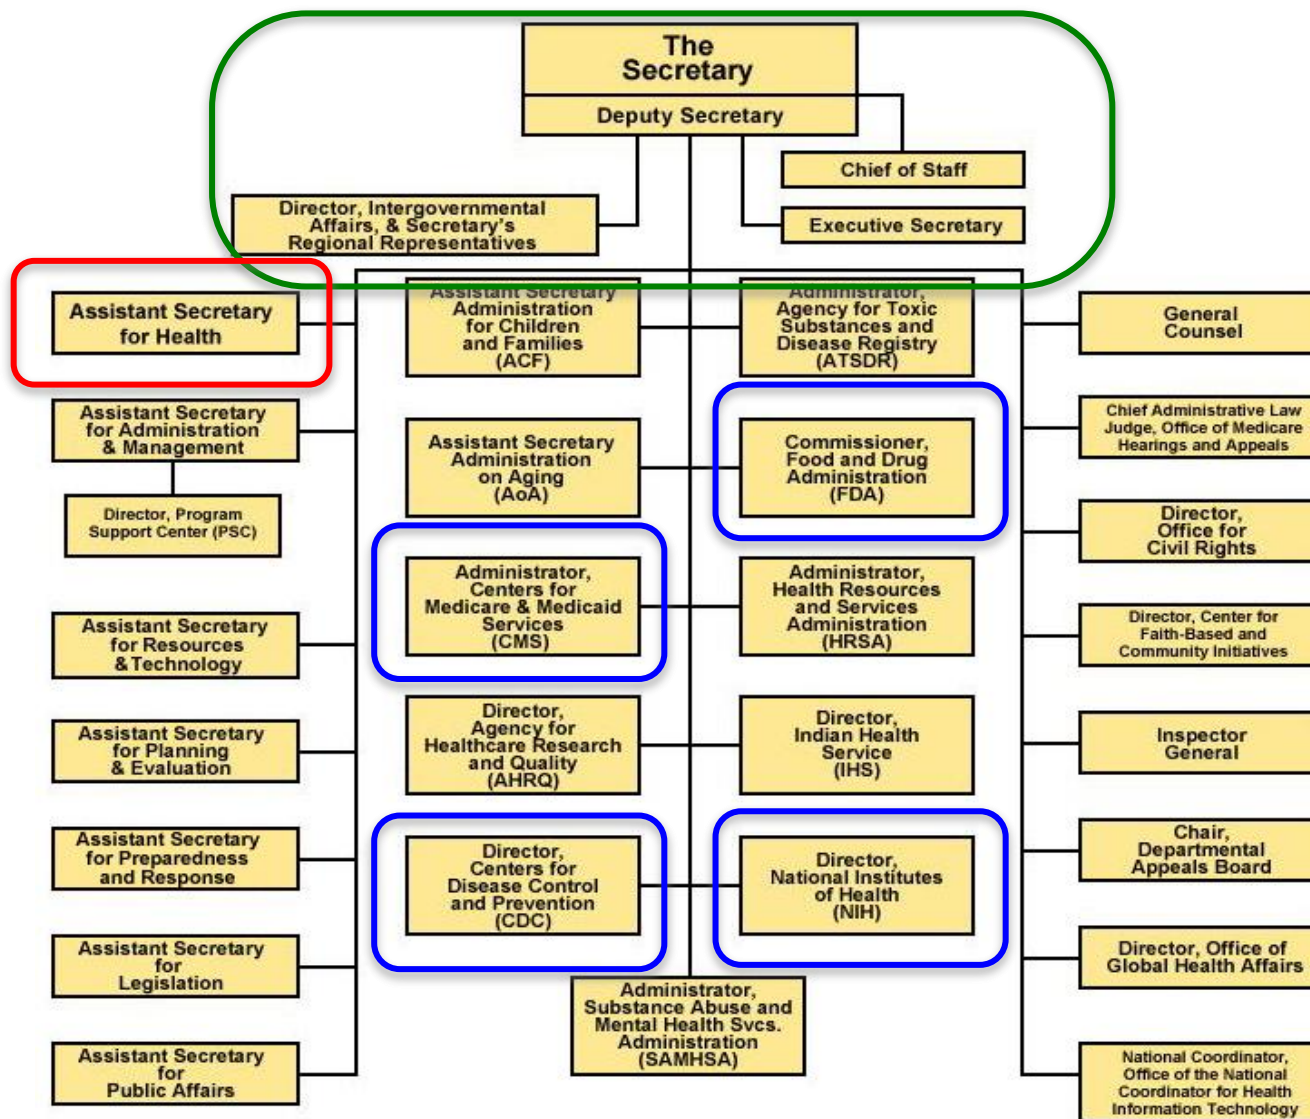 The
Secretary
Deputy Secretary
Chief of Staff
Director, Intergovernmental
Affairs, & Secretary's
Regional Representatives
Executive Secretary
Assistant Secretary
for Health
Assistant Secretary
for Administration
& Management
Director, Program
Support Center (PSC)
Assistant Secretary
for Resources
&Technology
Assistant Secretary
for Planning
& Evaluation
Assistant Secretary
for Preparedness
and Response
Assistant Secretary
for
Legislation
Assistant Secretary
for
Public Affairs
Assistant Secretary
Administration
for Children
and Families
(ACF)
Assistant Secretary
Administration
on Aging
(AoA)
Administrator,
Centers for
Medicare & Medicaid
Services
(CMS)
Director,
Agency for
Healthcare Research
and Quality
(AHRQ)
Director,
Centers for
Disease Control
and Prevention
(CDC)
Administrator,
Agency for Toxic
Substances and
Disease Registry
(ATSDR)
Commissioner,
Food and Drug
Administration
(FDA)
Administrator,
Health Resources
and Services
Administration
(HRSA)
Director,
Indian Health
Service
(IHS)
Director,
National Institutes
of Health
(NIH)
Administrator,
Substance Abuse and
Mental Health Svcs.
Administration
(SAMHSA)
General
Counsel
Chief Administrative Law
Judge, Office of Medicare
Hearings and Appeals
Director,
Office for
Civil Rights
Director, Center for
Faith-Based and
Community Initiatives
Inspector
General
Chair,
Departmental
Appeals Board
Director, Office of
Global Health Affairs
National Coordinator,
Office of the National
Coordinator for Health
Information Technology